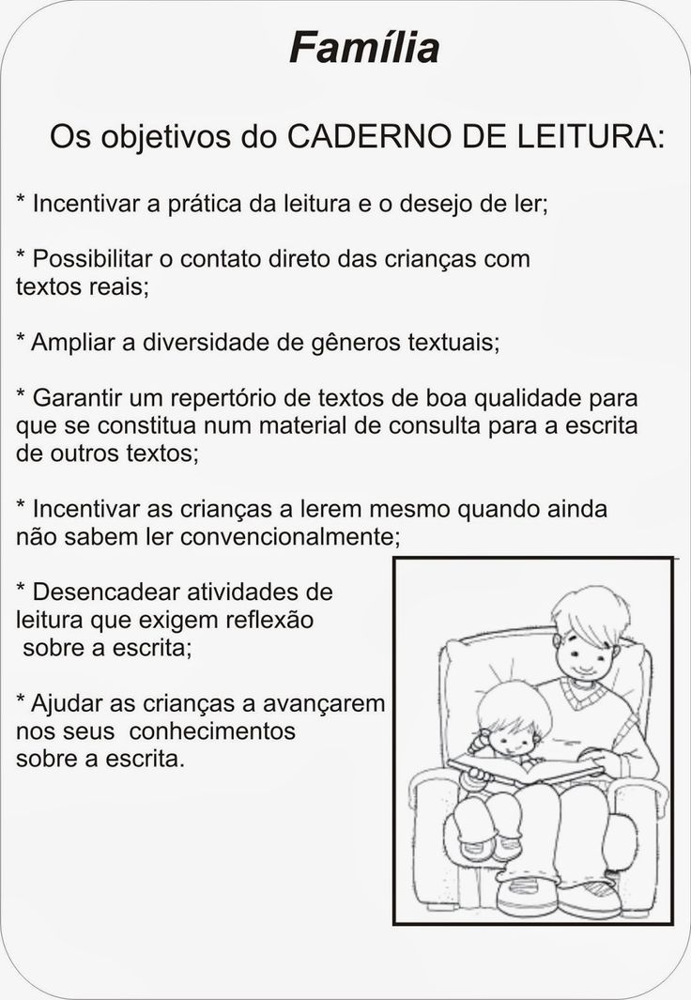 Família
Os objetivos do CADERNO DE LEITURA:
* Incentivar a prática da leitura e o desejo de ler;
* Possibilitar o contato direto das crianças com
textos reais;
* Ampliar a diversidade de gêneros textuais;
* Garantir um repertório de textos de boa qualidade para
que se constitua num material de consulta para a escrita
de outros textos;
* Incentivar as crianças a lerem mesmo quando ainda
não sabem ler convencionalmente;
* Desencadear atividades de
leitura que exigem reflexão
sobre a escrita;
* Ajudar as crianças a avançarem
nos seus conhecimentos
sobre a escrita.